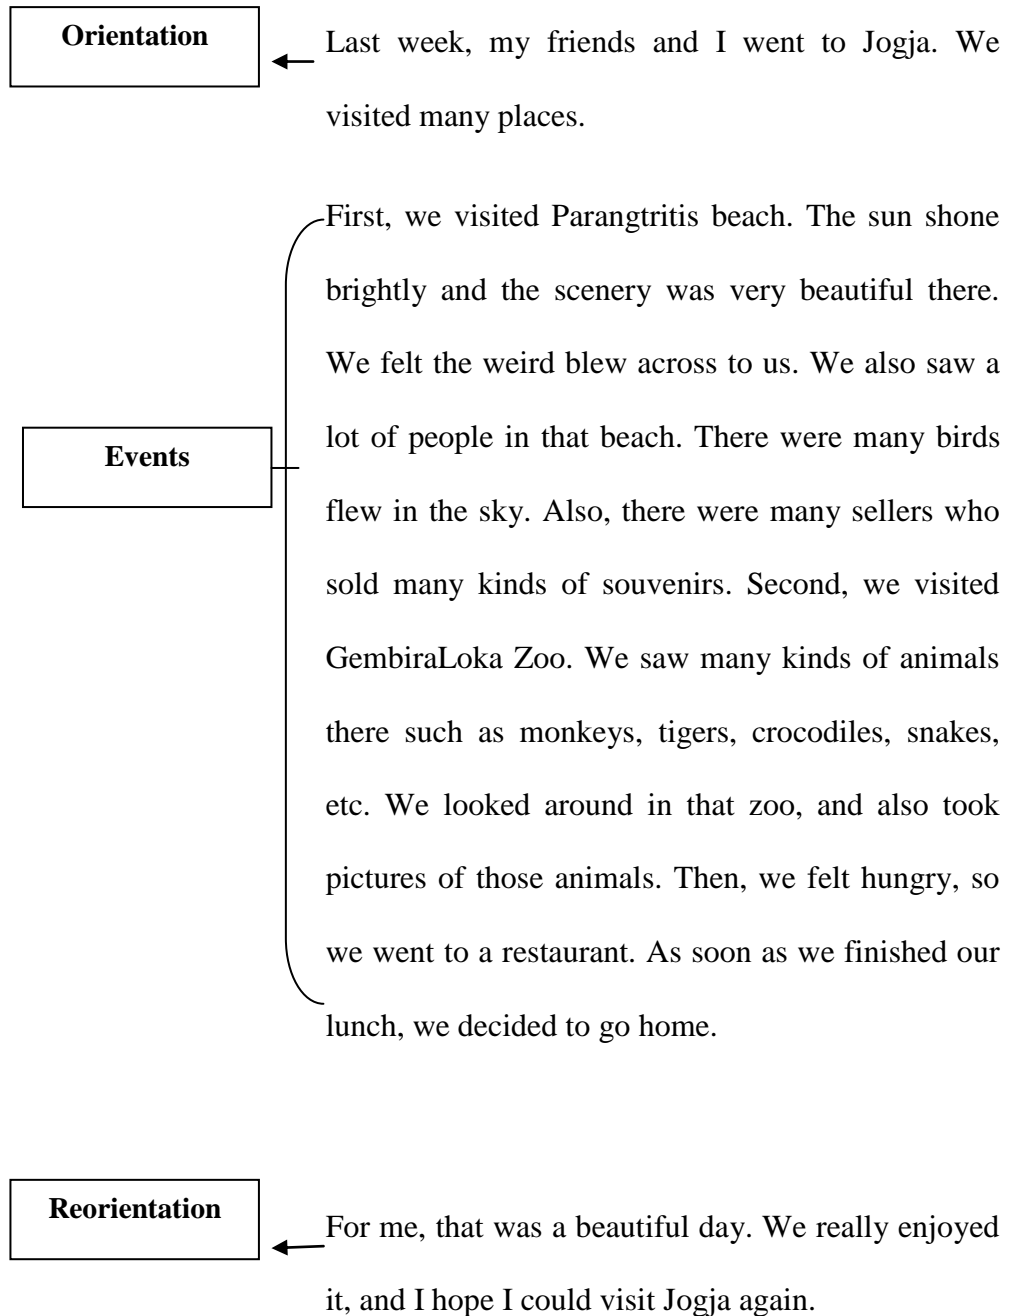 Orientation
Last week, my friends and I went to Jogja. We
visited many places.
First, we visited Parangtritis beach. The sun shone
brightly and the scenery was very beautiful there.
We felt the weird blew across to us. We also saw a
lot of people in that beach. There were many birds
Events
flew in the sky. Also, there were many sellers who
sold many kinds of souvenirs. Second, we visited
GembiraLoka Zoo. We saw many kinds of animals
there such as monkeys, tigers, crocodiles, snakes,
etc. We looked around in that zoo, and also took
pictures of those animals. Then, we felt hungry, so
we went to a restaurant. As soon as we finished our
lunch, we decided to go home.
Reorientation
For me, that was a beautiful day. We really enjoyed
it, and I hope I could visit Jogja again.